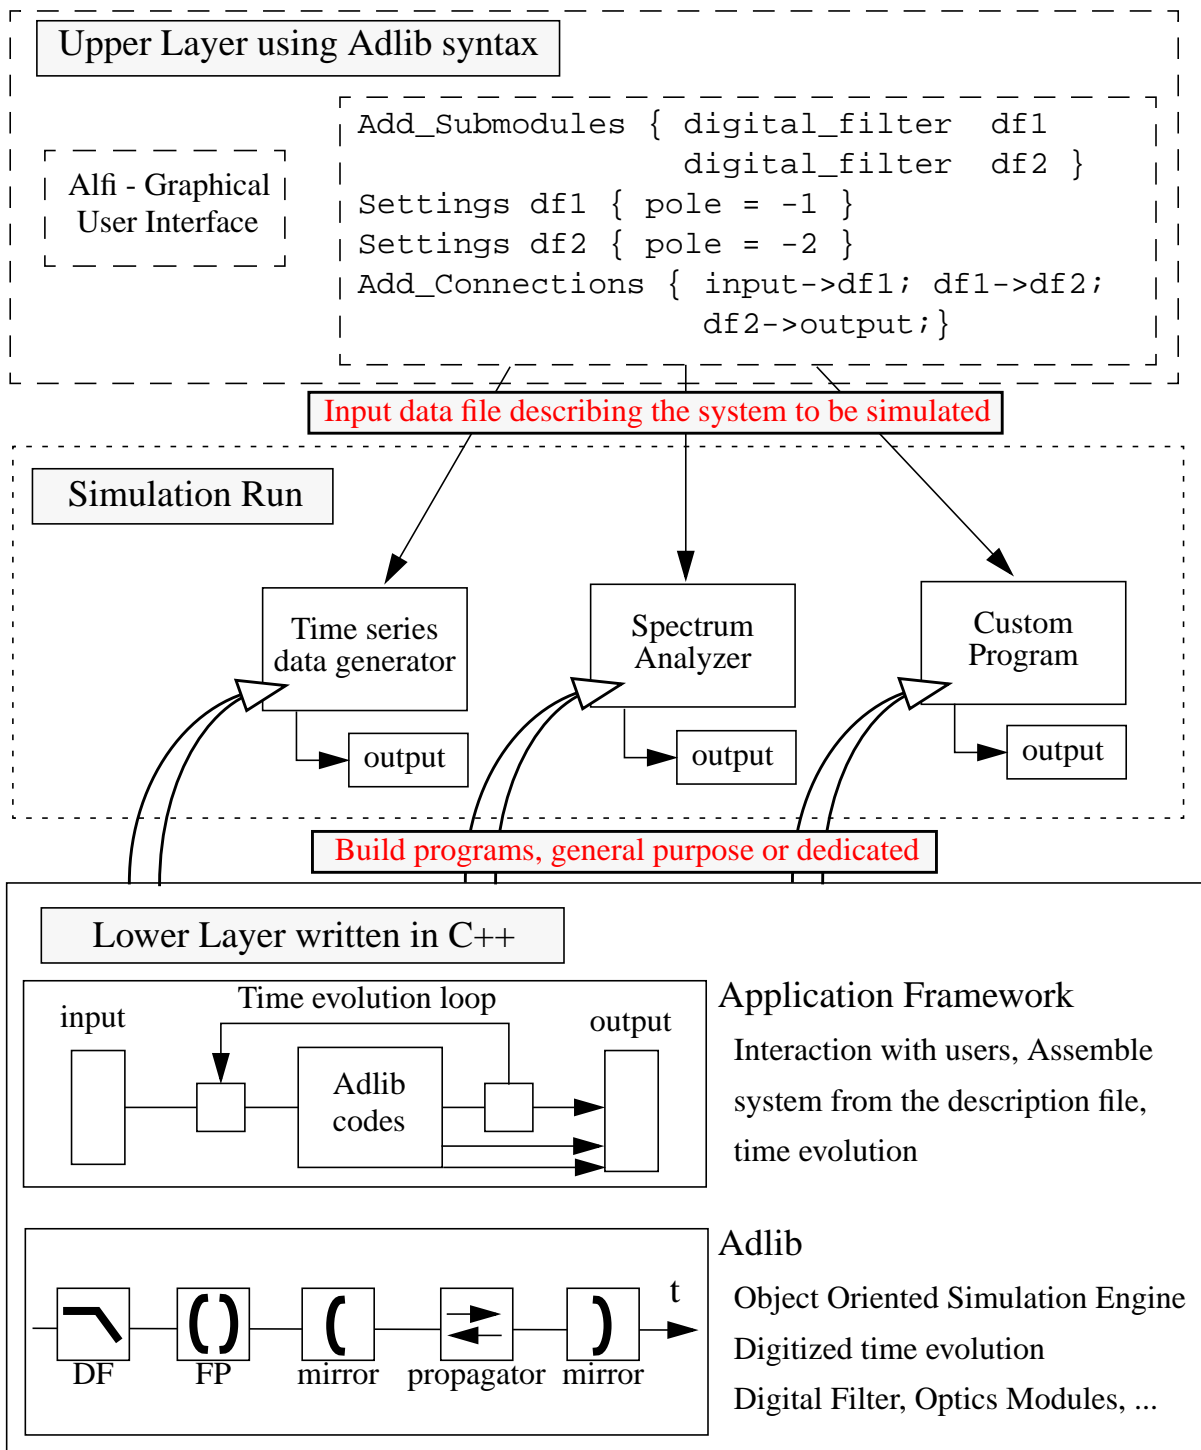 Upper Layer using Adlib syntax
Alfi - Graphical
User Interface
Add_Submodules { digital_filter df1
digital_filter df2 }
Settings df1 { pole = -1 }
Settings df2 { pole = -2 }
Add_Connections { input->df1; df1->df2;
df2->output;}
Input data file describing the system to be simulated
Simulation Run
Time series
data generator
output
Spectrum
Analyzer
output
Custom
Program
output
Build programs, general purpose or dedicated
Lower Layer written in C++
Time evolution loop
input
output
Adlib
codes
Application Framework
Interaction with users, Assemble
system from the description file,
time evolution
DF
FP
mirror
propagator
mirror
t
Adlib
Object Oriented Simulation Engine
Digitized time evolution
Digital Filter, Optics Modules, ...